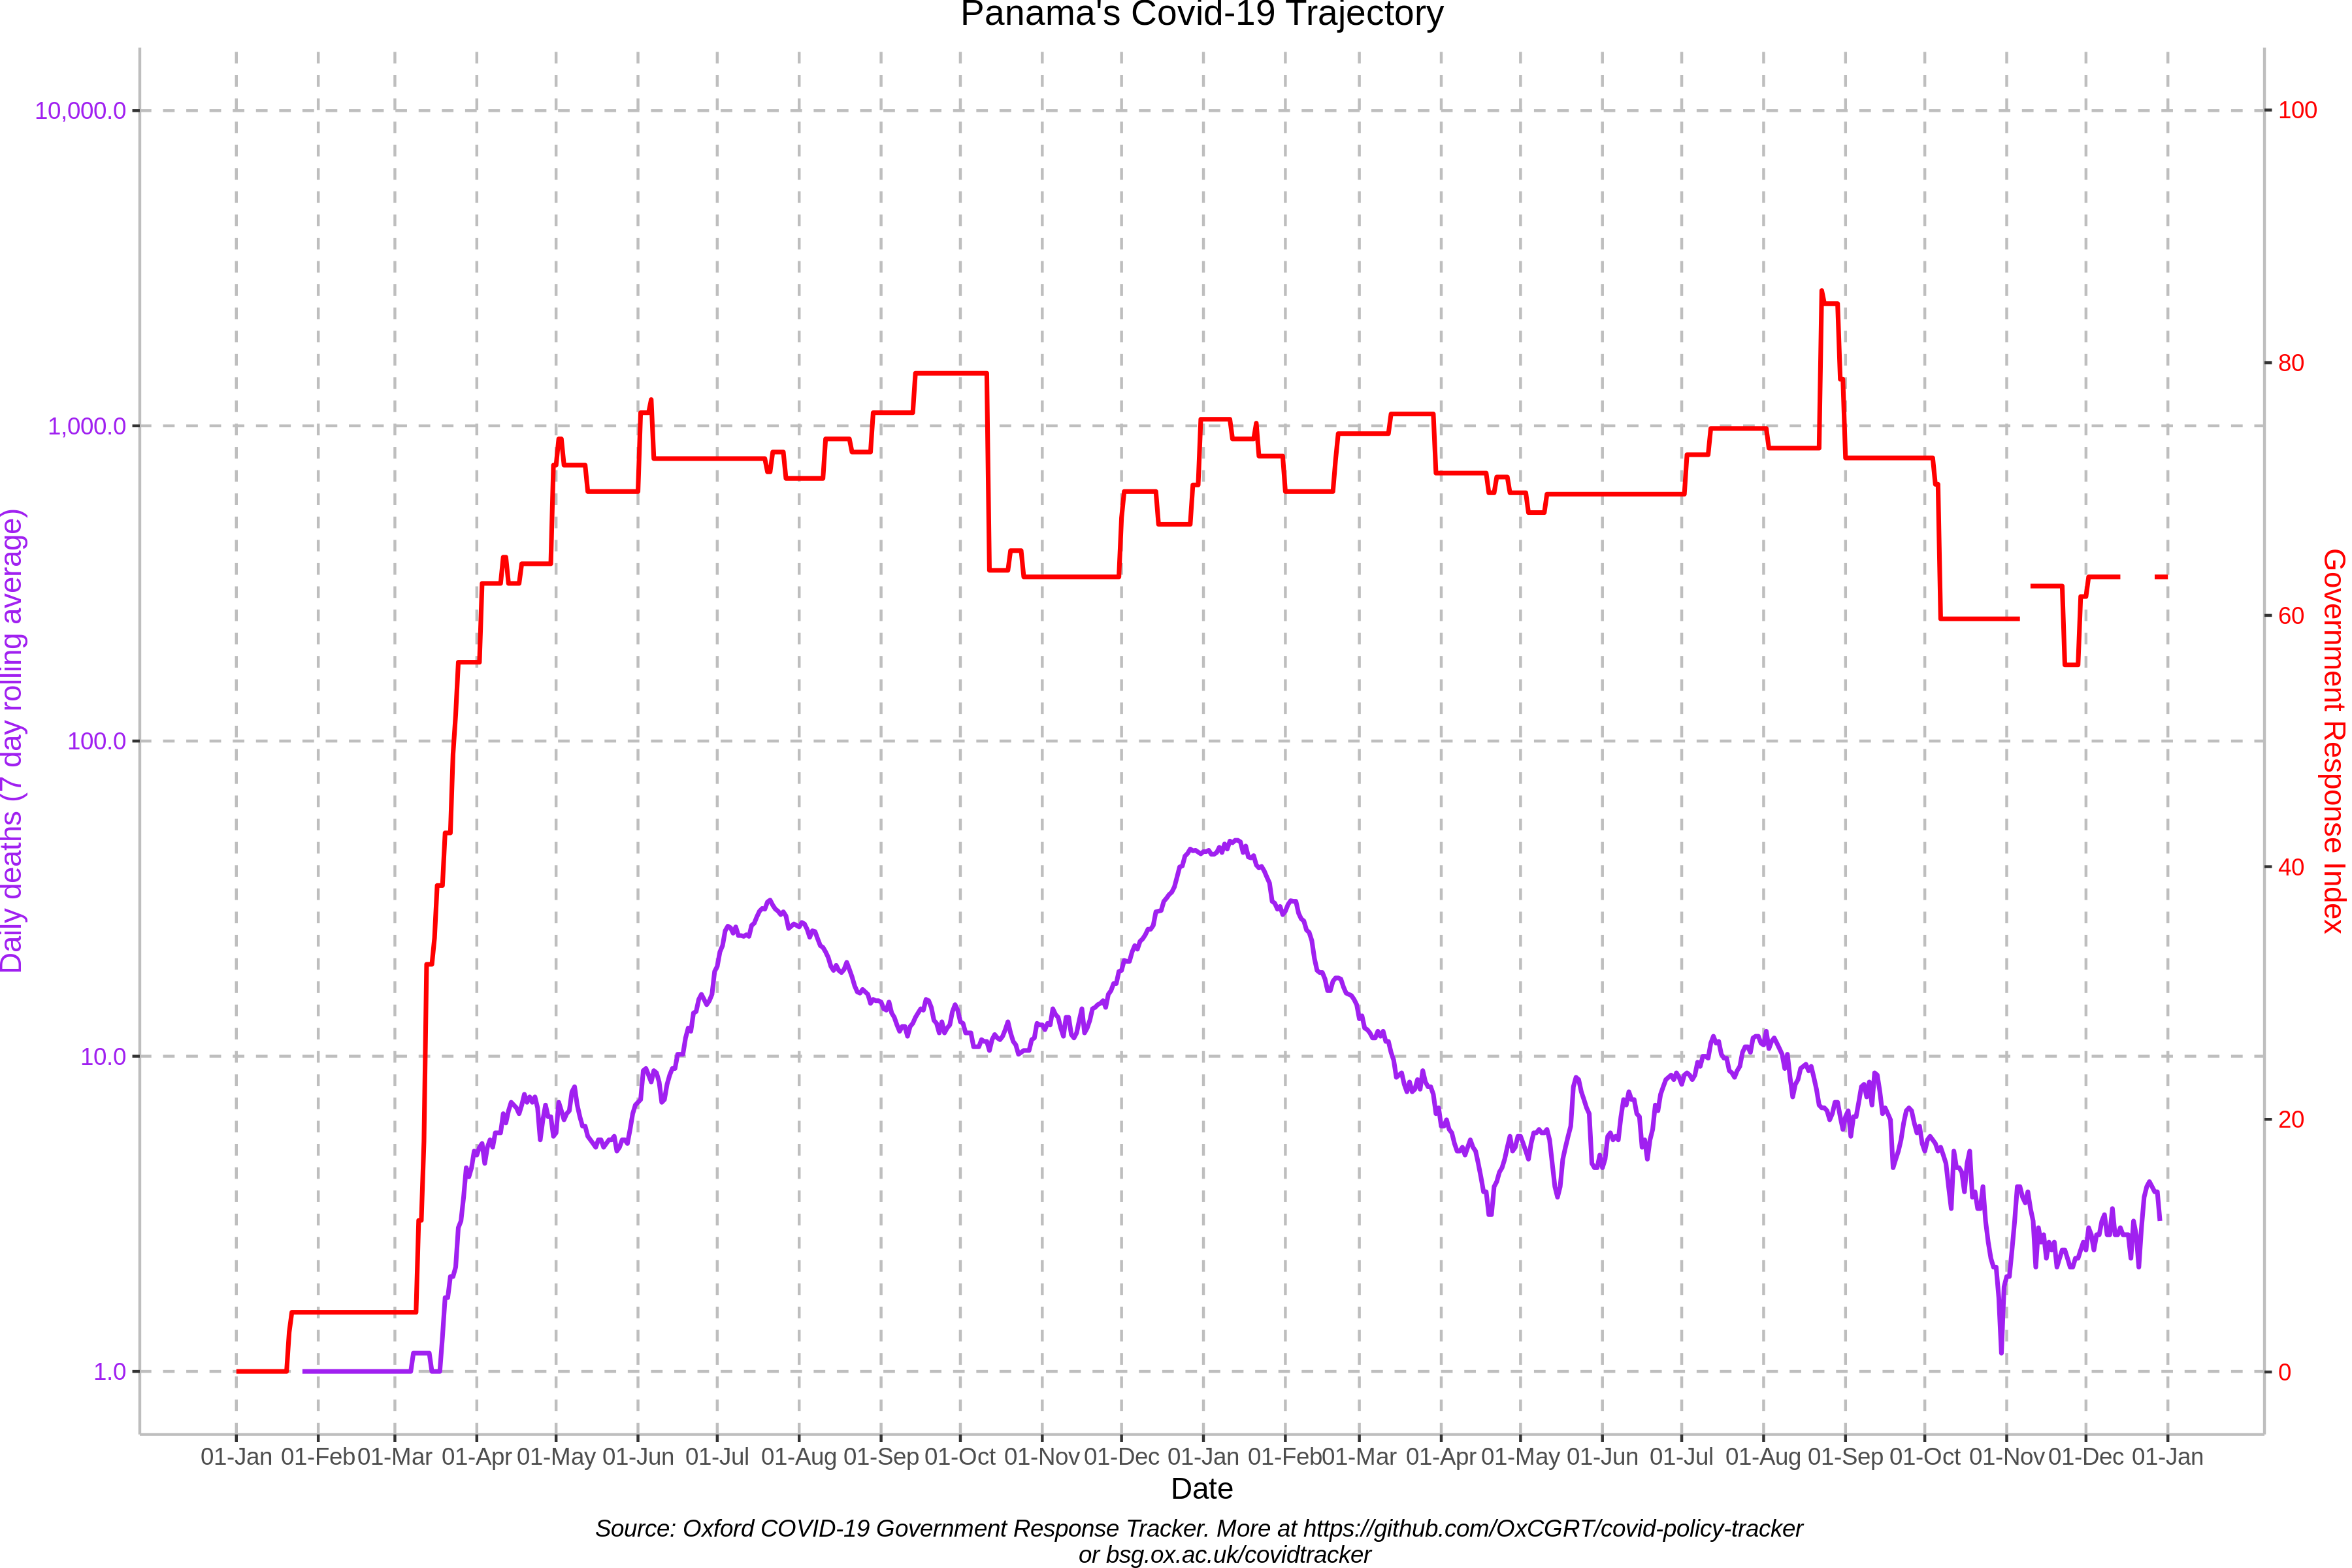 Panama's Covid-19 Trajectory
10,000.0
1,000.0
100.0
10.0
1.0
Daily deaths (7 day rolling average)
100
80
60
40
20
0
Government Response Index
01-Jan 01-Feb 01-Mar 01-Apr 01-May 01-Jun 01-Jul 01-Aug 01-Sep 01-Oct 01-Nov 01-Dec 01-Jan 01-Feb 01-Mar 01-Apr 01-May 01-Jun 01-Jul 01-Aug 01-Sep 01-Oct 01-Nov 01-Dec 01-Jan
Date
Source: Oxford COVID-19 Government Response Tracker. More at https://github.com/OxCGRT/covid-policy-tracker
or bsg.ox.ac.uk/covidtracker